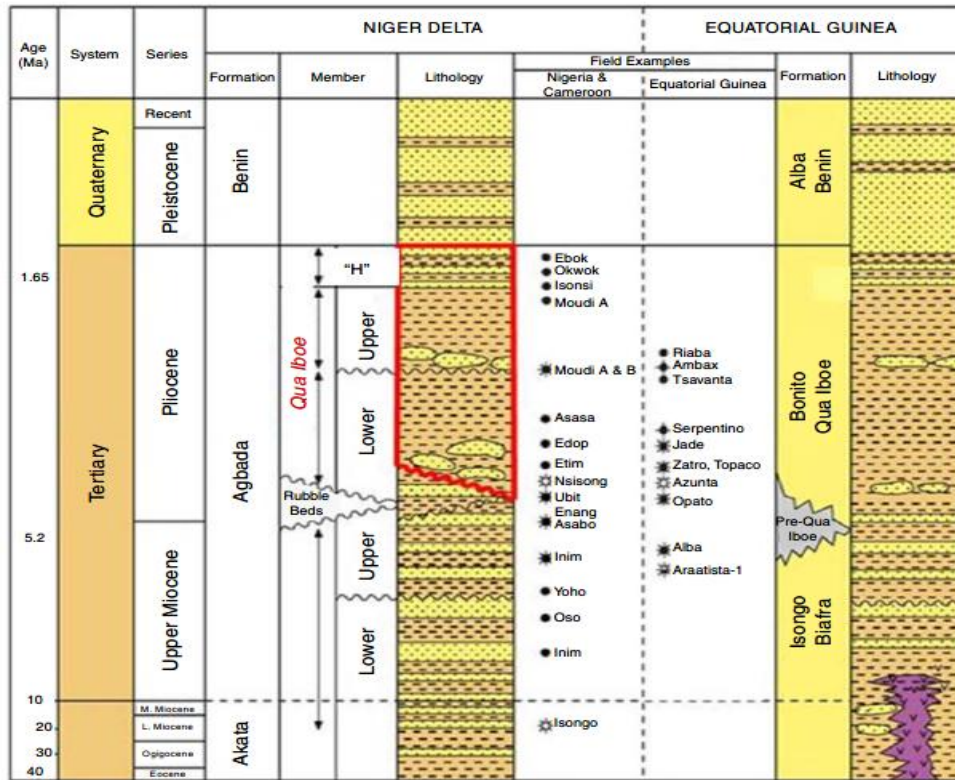 NIGER DELTA
EQUATORIAL GUINEA
Age
(Ma)
System
Series
Formation
Member
Lithology
Field Examples
Nigeria &
Cameroon
Equatorial Guinea
Formation
Lithology
Recent
Pleistocene
Quaternary
Benin
Alba
Benin
1.65
"H"
Ebok
Okwok
Isonsi
Moudi A
Qua Iboe
Upper
Moudi A & B
Riaba
Ambax
Tsavanta
Pliocene
Lower
Asasa
Edop
Etim
Nsisong
Ubit
Enang
Asabo
Serpentino
Jade
Zatro, Topaco
Azunta
Opato
Bonito
Qua Iboe
Tertiary
Agbada
Rubble
Beds
Pre-Qua
Iboe
5.2
Upper
Inim
Yoho
Alba
Araatista-1
Upper Miocene
Lower
Oso
Inim
Isongo
Biafra
10
M. Miocene
20
L. Miocene
Isongo
30
Ogigocene
40
Eocene
Akata